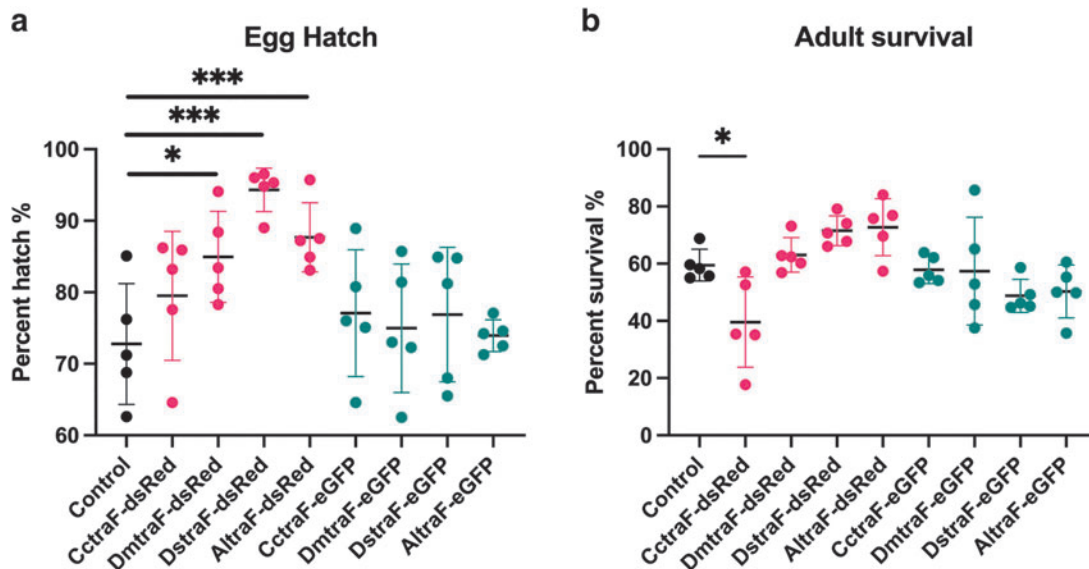 a
Egg Hatch
***
***
*
Percent hatch %
100
90
80
70
60
Control
CctraF-dsRed
DmtraF-dsRed
DstraF-dsRed
AltraF-dsRed
CctraF-eGFP
DmtraF-eGFP
DstraF-eGFP
AltraF-eGFP
b
Adult survival
*
Percent survival %
100
80
60
40
20
0
Control
CctraF-dsRed
DmtraF-dsRed
DstraF-dsRed
AltraF-dsRed
CctraF-eGFP
DmtraF-eGFP
DstraF-eGFP
AltraF-eGFP